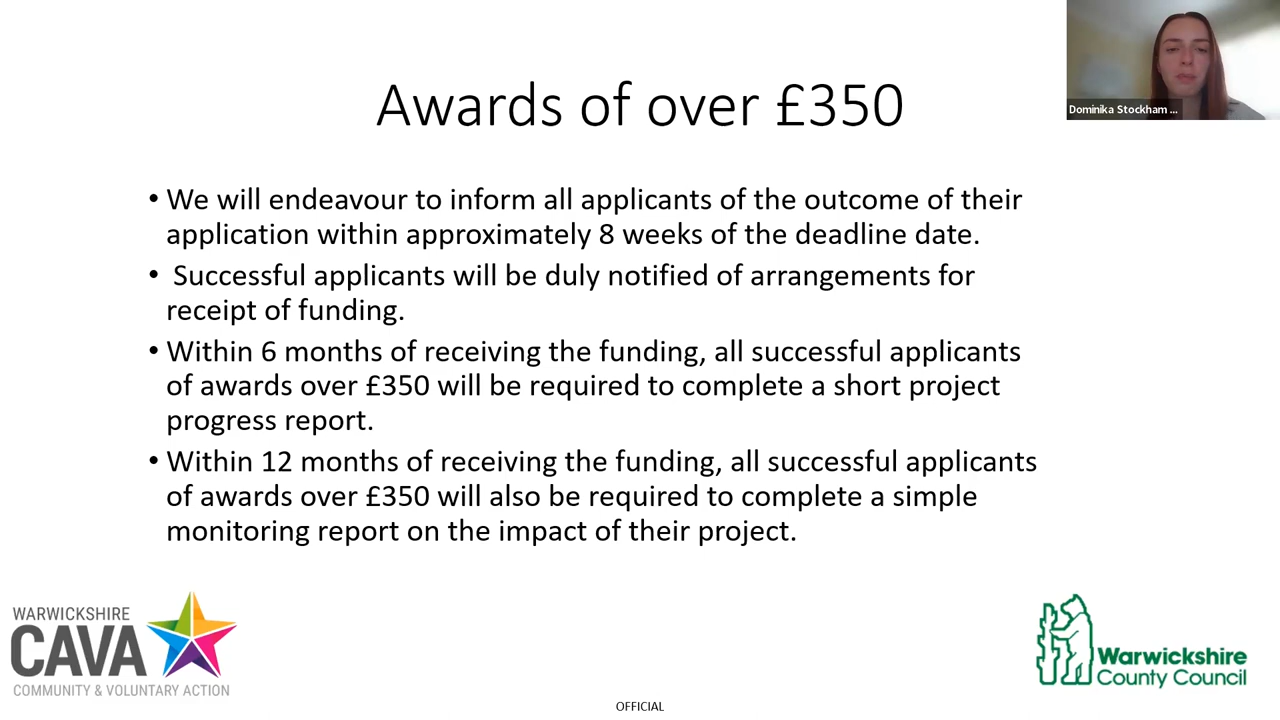 Awards of over £350
Dominika Stockham ...
• We will endeavour to inform all applicants of the outcome of their
application within approximately 8 weeks of the deadline date.
• Successful applicants will be duly notified of arrangements for
receipt of funding.
• Within 6 months of receiving the funding, all successful applicants
of awards over £350 will be required to complete a short project
progress report.
• Within 12 months of receiving the funding, all successful applicants
of awards over £350 will also be required to complete a simple
monitoring report on the impact of their project.
WARWICKSHIRE
CAVA
COMMUNITY & VOLUNTARY ACTION
Warwickshire
County Council
OFFICIAL